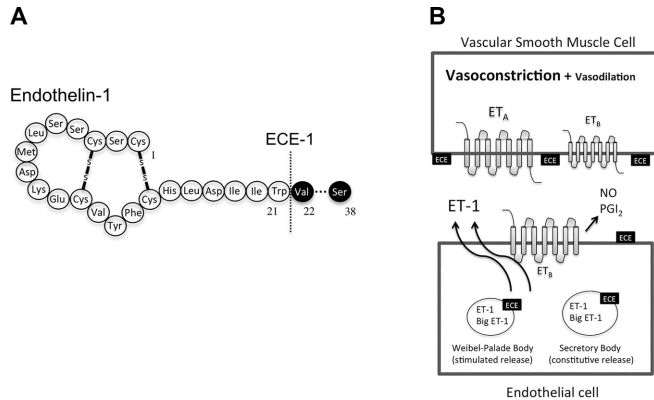 A
Endothelin-1
ECE-1
Ser Ser Leu Met Asp Lys Glu Cys Val Tyr Phe Cys
Cys Ser Cys
1
S S
S S
His Leu Asp Ile Ile Trp Val ... Ser
21 22 38
B
Vascular Smooth Muscle Cell
Vasoconstriction + Vasodilation
ETA
ETB
ECE ECE ECE
ET-1
NO
PGI2
ETB
ECE
ECE
ET-1
Big ET-1
ECE
ET-1
Big ET-1
Weibel-Palade Body
(stimulated release)
Secretory Body
(constitutive release)
Endothelial cell